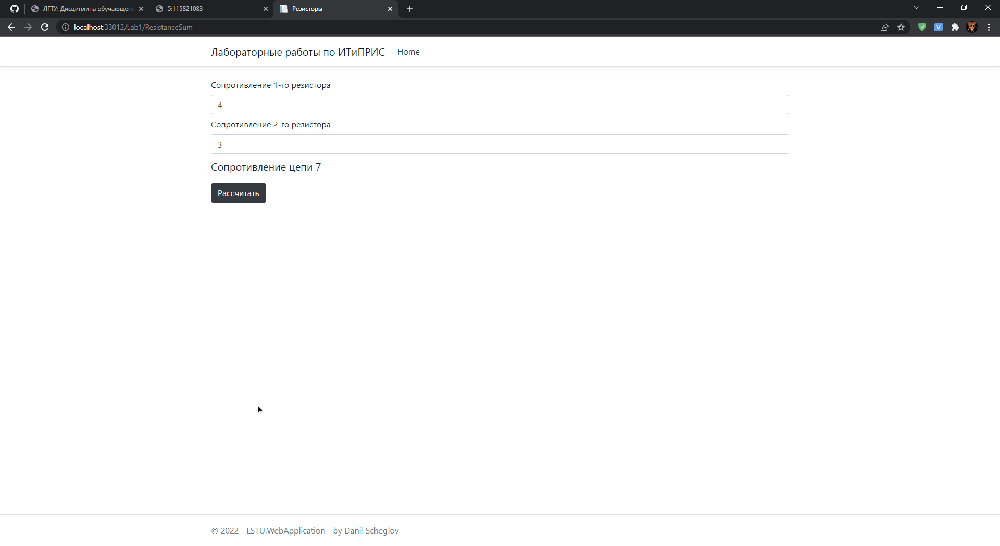 ЛГТУ: Дисциплина обучающего
5:115821083
Резисторы
localhost:33012/Lab1/ResistanceSum
V
Лабораторные работы по ИТиПРИС Home
Сопротивление 1-го резистора
4
Сопротивление 2-го резистора
3
Сопротивление цепи 7
Рассчитать
© 2022 - LSTU.WebApplication - by Danil Scheglov